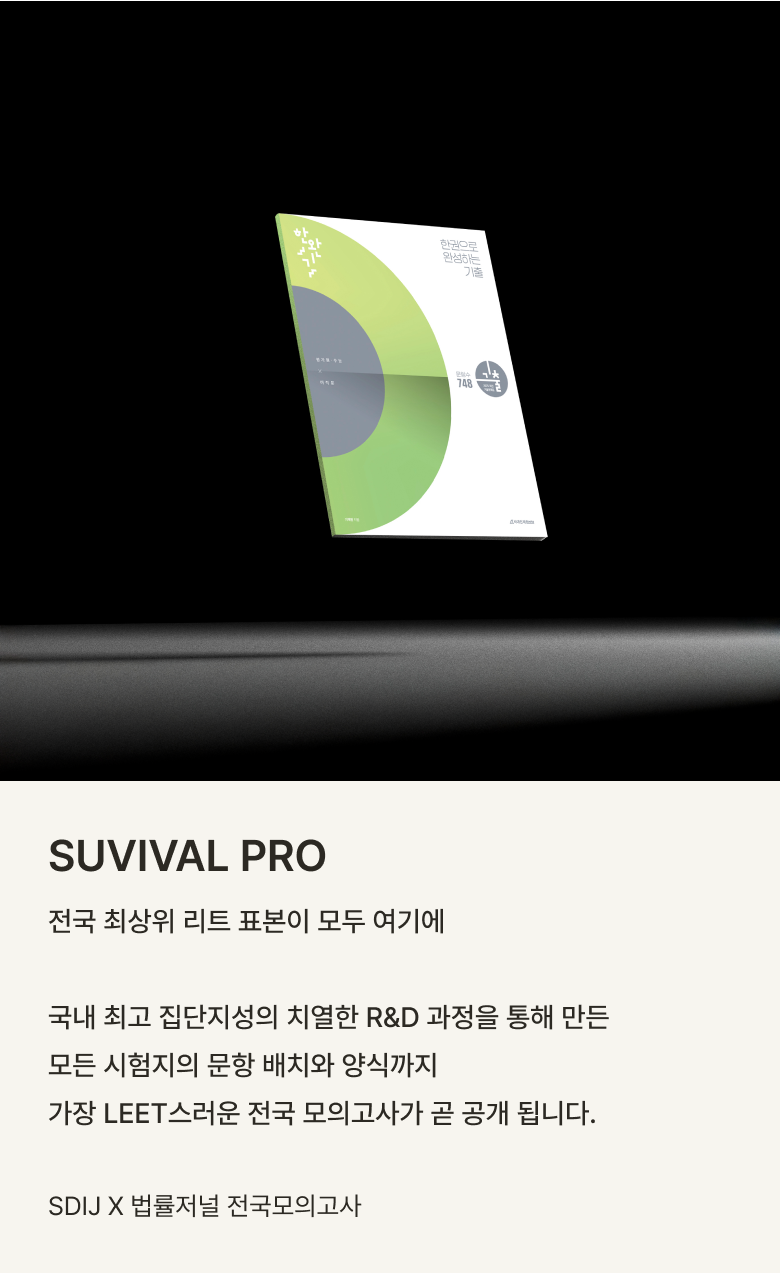 한완기
한권으로
완성하는
기출
문항수
748
기출
SUVIVAL PRO
전국 최상위 리트 표본이 모두 여기에
국내 최고 집단지성의 치열한 R&D 과정을 통해 만든
모든 시험지의 문항 배치와 양식까지
가장 LEET스러운 전국 모의고사가 곧 공개 됩니다.
SDIJ X 법률저널 전국모의고사